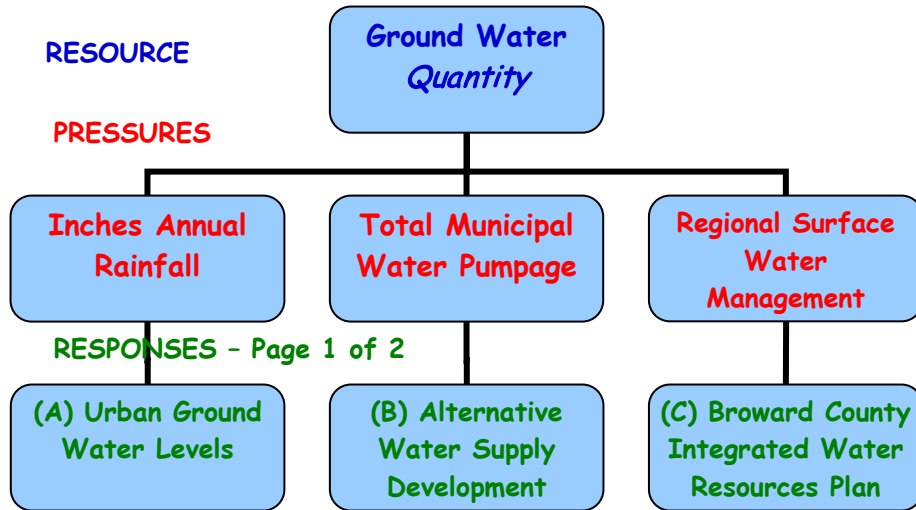 RESOURCE
Ground Water
Quantity
PRESSURES
Inches Annual
Rainfall
Total Municipal
Water Pumpage
Regional Surface
Water
Management
RESPONSES – Page 1 of 2
(A) Urban Ground
Water Levels
(B) Alternative
Water Supply
Development
(C) Broward County
Integrated Water
Resources Plan